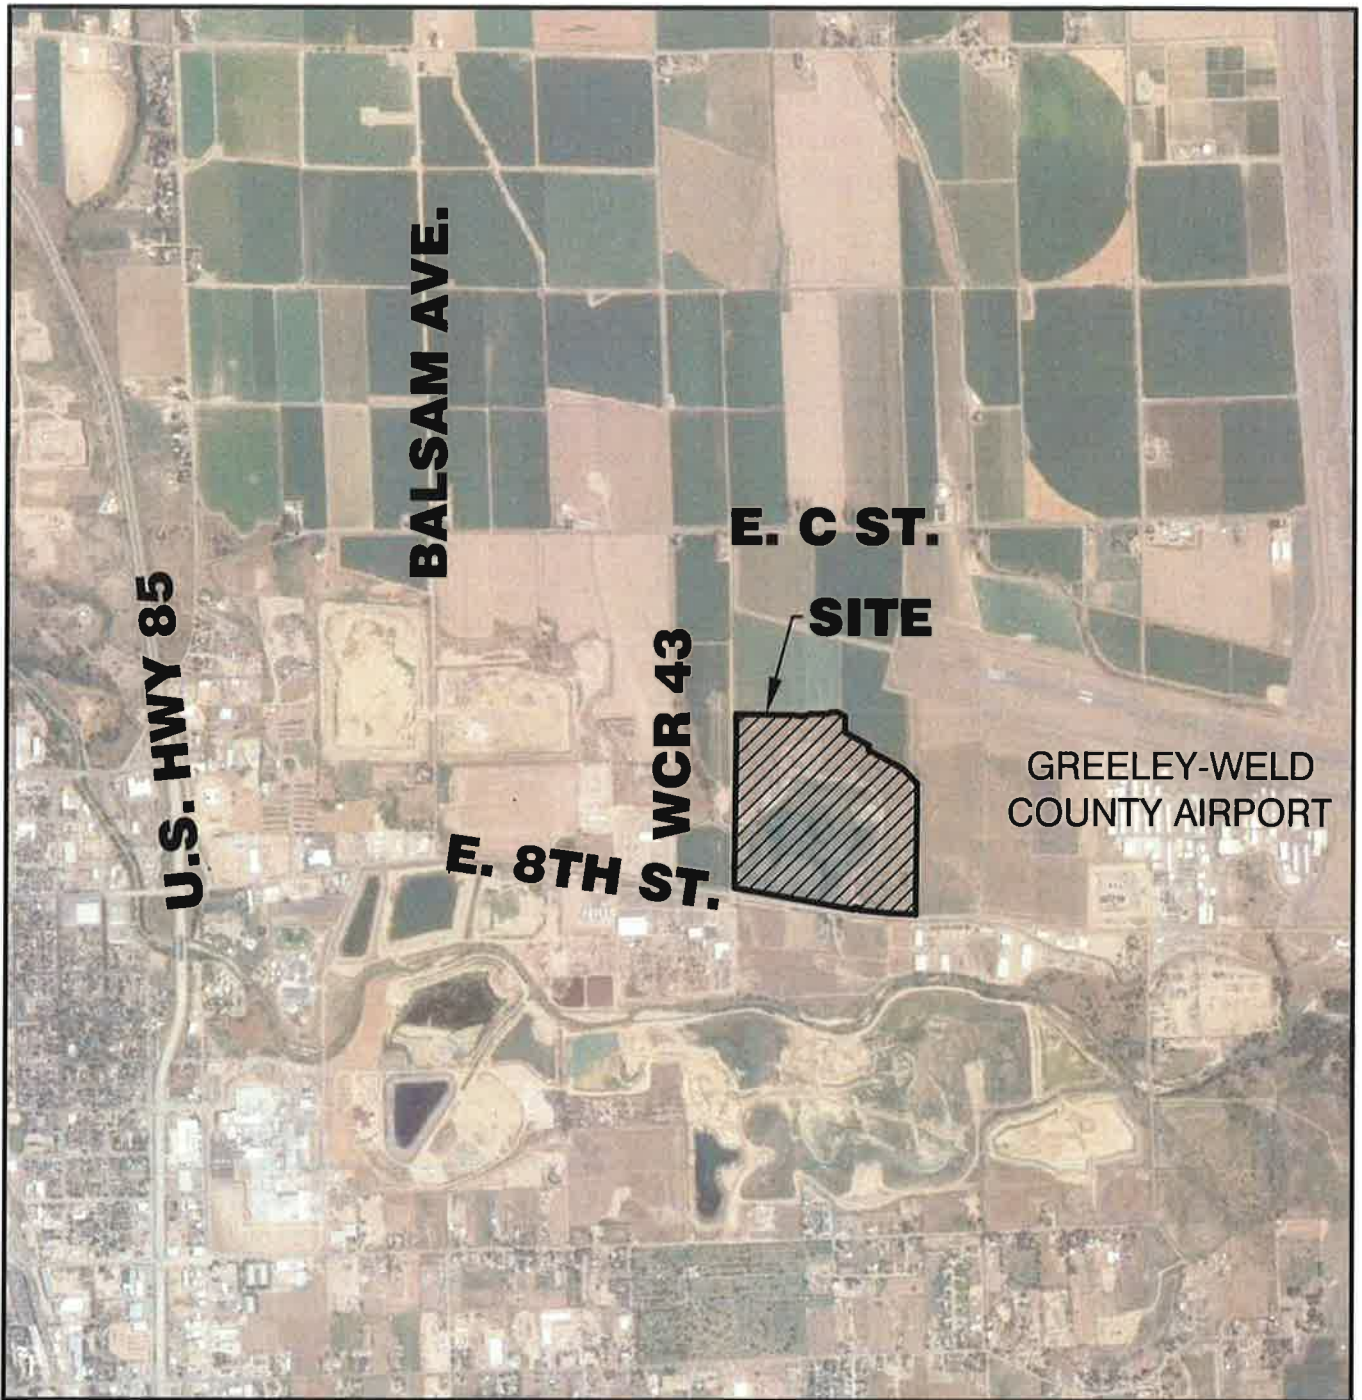 BALSAM AVE.
E. C ST.
SITE
U.S. HWY 85
WCR 43
GREELEY-WELD
COUNTY AIRPORT
E. 8TH ST.